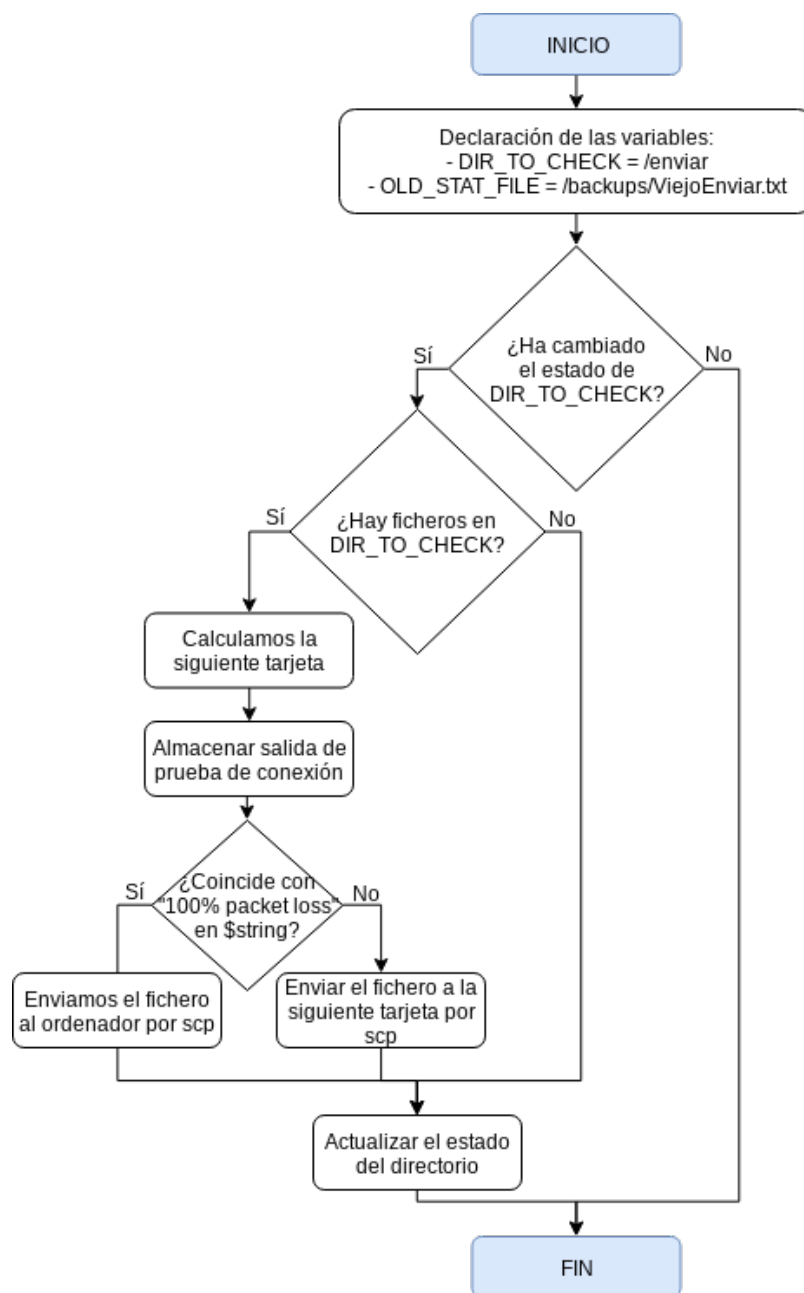 INICIO
Declaración de las variables:
- DIR_TO_CHECK = /enviar
- OLD_STAT_FILE = /backups/ViejoEnviar.txt
¿Ha cambiado
el estado de
DIR_TO_CHECK?
Sí
No
¿Hay ficheros en
DIR_TO_CHECK?
Sí
No
Calculamos la
siguiente tarjeta
Almacenar salida de
prueba de conexión
¿Coincide con
"100% packet loss"
en $string?
Sí
No
Enviamos el fichero
al ordenador por scp
Enviar el fichero a la
siguiente tarjeta por
scp
Actualizar el estado
del directorio
FIN